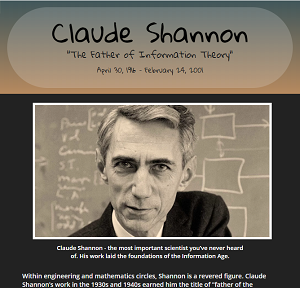 Claude Shannon
"The Father of Information Theory"
April 30, 1916 - February 24, 2001
Claude Shannon - the most important scientist you've never heard
of. His work laid the foundations of the Information Age.
Within engineering and mathematics circles, Shannon is a revered figure. Claude
Shannon's work in the 1930s and 1940s earned him the title of "father of the